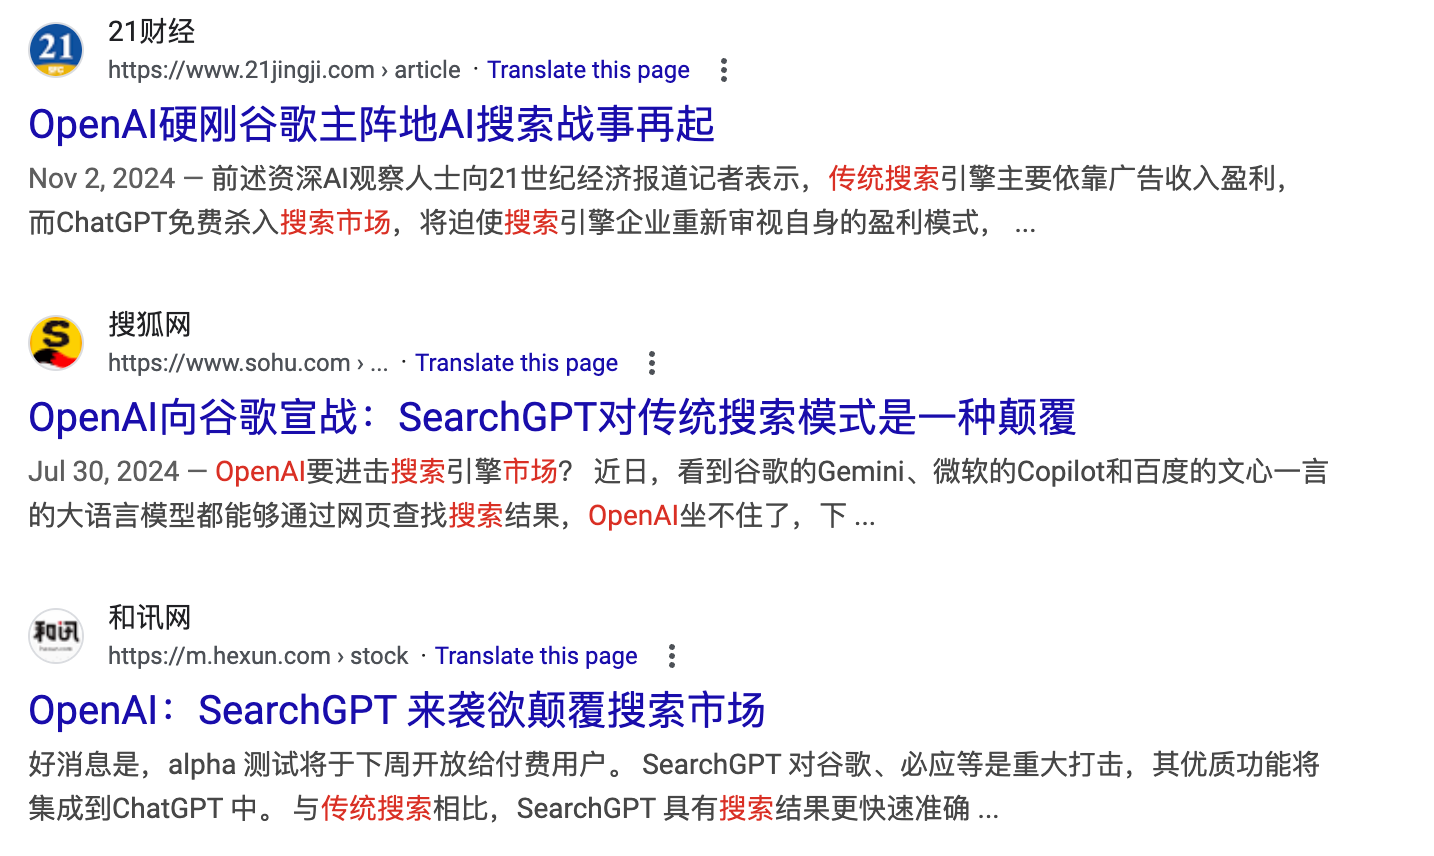 21财经
https://www.21jingji.com › article · Translate this page
OpenAI硬刚谷歌主阵地AI搜索战事再起
Nov 2, 2024 — 前述资深AI观察人士向21世纪经济报道记者表示，传统搜索引擎主要依靠广告收入盈利，
而ChatGPT免费杀入搜索市场，将迫使搜索引擎企业重新审视自身的盈利模式， ...
搜狐网
https://www.sohu.com › ... · Translate this page
OpenAI向谷歌宣战：SearchGPT对传统搜索模式是一种颠覆
Jul 30, 2024 — OpenAI要进击搜索引擎市场？ 近日，看到谷歌的Gemini、微软的Copilot和百度的文心一言
的大语言模型都能够通过网页查找搜索结果，OpenAI坐不住了，下 ...
和讯网
https://m.hexun.com › stock · Translate this page
OpenAI：SearchGPT 来袭欲颠覆搜索市场
好消息是，alpha 测试将于下周开放给付费用户。 SearchGPT 对谷歌、必应等是重大打击，其优质功能将
集成到ChatGPT 中。 与传统搜索相比，SearchGPT 具有搜索结果更快速准确 ...